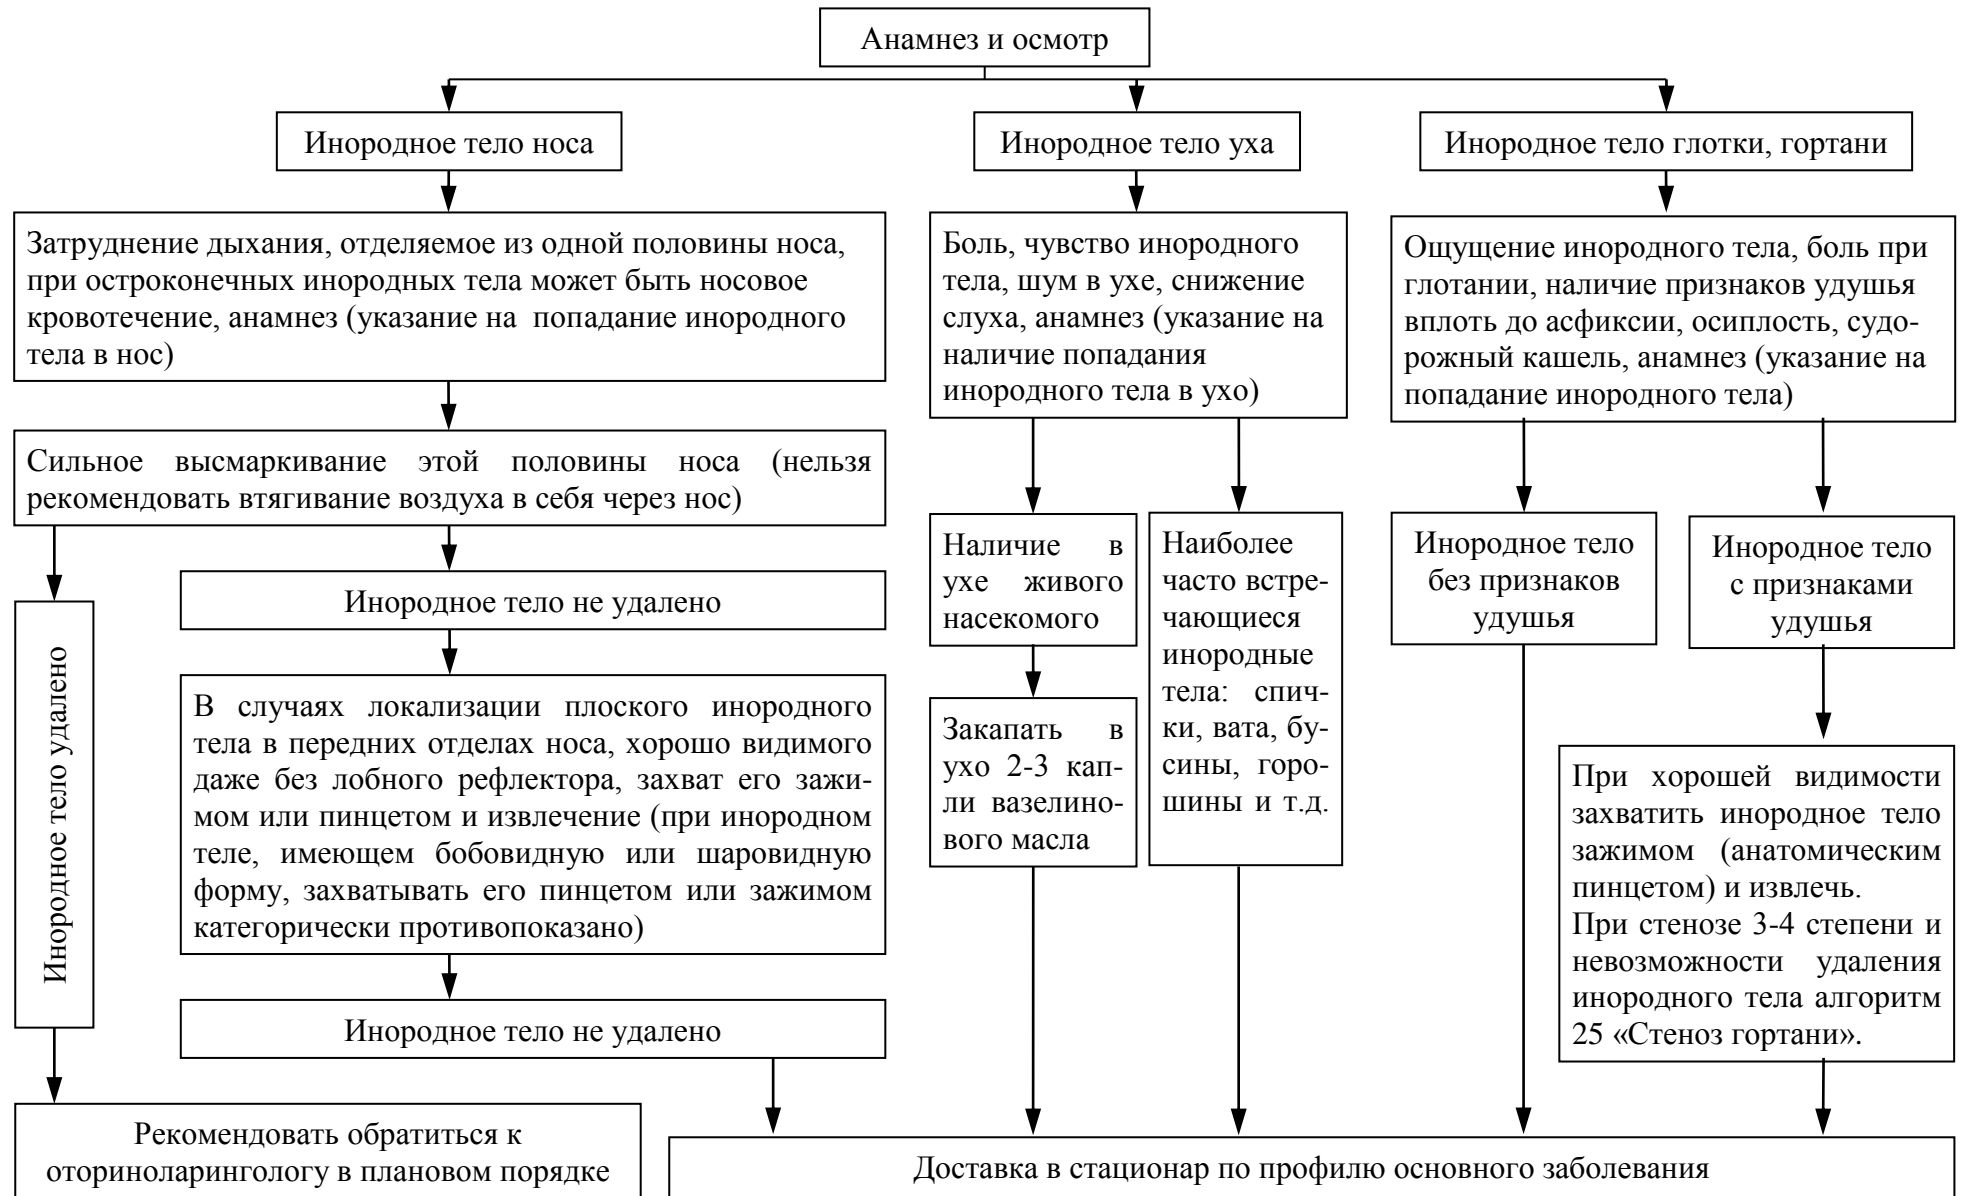 Анамнез и осмотр
Инородное тело носа
Инородное тело уха
Инородное тело глотки, гортани
Затруднение дыхания, отделяемое из одной половины носа,
при остроконечных инородных тела может быть носовое
кровотечение, анамнез (указание на попадание инородного
тела в нос)
Боль, чувство инородного
тела, шум в ухе, снижение
слуха, анамнез (указание на
наличие попадания
инородного тела в ухо)
Ощущение инородного тела, боль при
глотании, наличие признаков удушья
вплоть до асфиксии, осиплость, судо-
рожный кашель, анамнез (указание на
попадание инородного тела)
Сильное высмаркивание этой половины носа (нельзя
рекомендовать втягивание воздуха в себя через нос)
Инородное тело удалено
Инородное тело не удалено
В случаях локализации плоского инородного
тела в передних отделах носа, хорошо видимого
даже без лобного рефлектора, захват его зажи-
мом или пинцетом и извлечение (при инородном
теле, имеющем бобовидную или шаровидную
форму, захватывать его пинцетом или зажимом
категорически противопоказано)
Инородное тело не удалено
Наличие в
ухе живого
насекомого
Закапать в
ухо 2-3 кап-
ли вазелино-
вого масла
Наиболее
часто встре-
чающиеся
инородные
тела: спич-
ки, вата, бу-
сины, горо-
шины и т.д.
Инородное тело
без признаков
удушья
Инородное тело
с признаками
удушья
При хорошей видимости
захватить инородное тело
зажимом (анатомическим
пинцетом) и извлечь.
При стенозе 3-4 степени и
невозможности удаления
инородного тела алгоритм
25 «Стеноз гортани».
Рекомендовать обратиться к
оториноларингологу в плановом порядке
Доставка в стационар по профилю основного заболевания